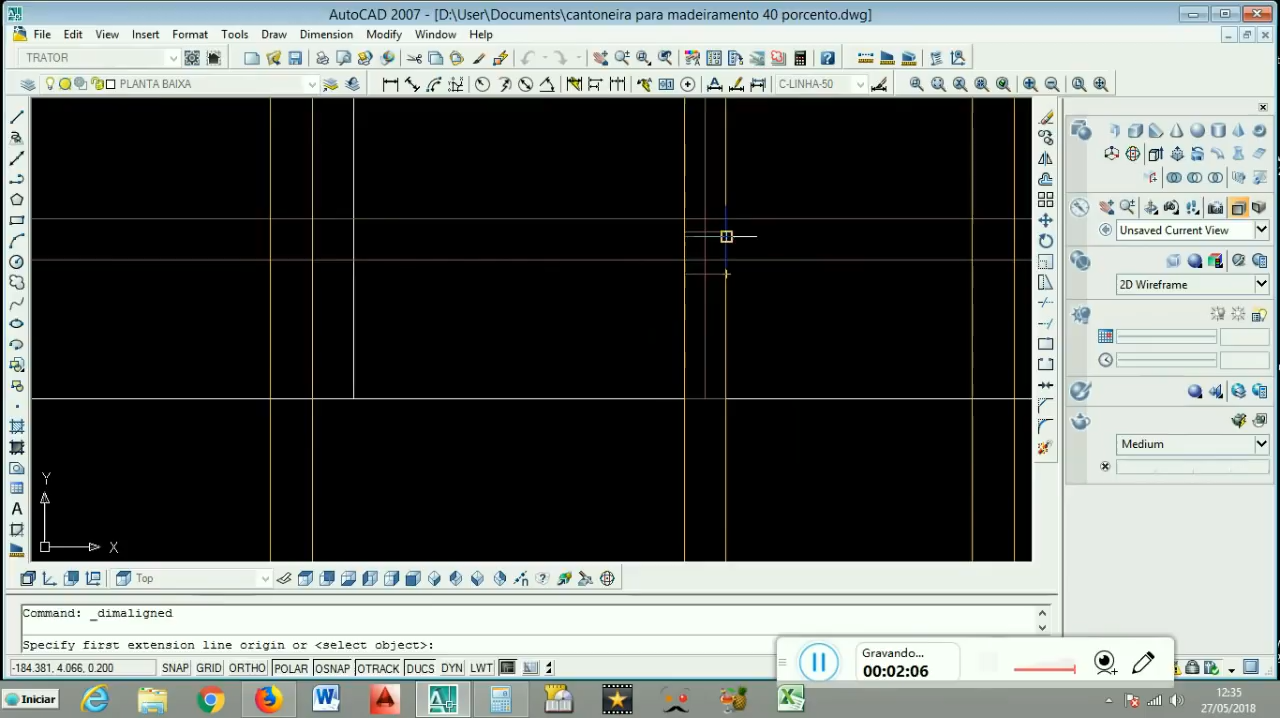 AutoCAD 2007 - [D:\User\Documents\cantoneira para madeiramento 40 porcento.dwg]
File Edit View Insert Format Tools Draw Dimension Modify Window Help
TRATOR
PLANTA BAIXA
C-LINHA-50
Unsaved Current View
2D Wireframe
Medium
Y
X
Top
Command: _dimaligned
Specify first extension line origin or <select object>:
-184.381, 4.066, 0.200 SNAP GRID ORTHO POLAR OSNAP OTRACK DUCS DYN LWT
Gravando...
00:02:06
Iniciar
12:35
27/05/2018